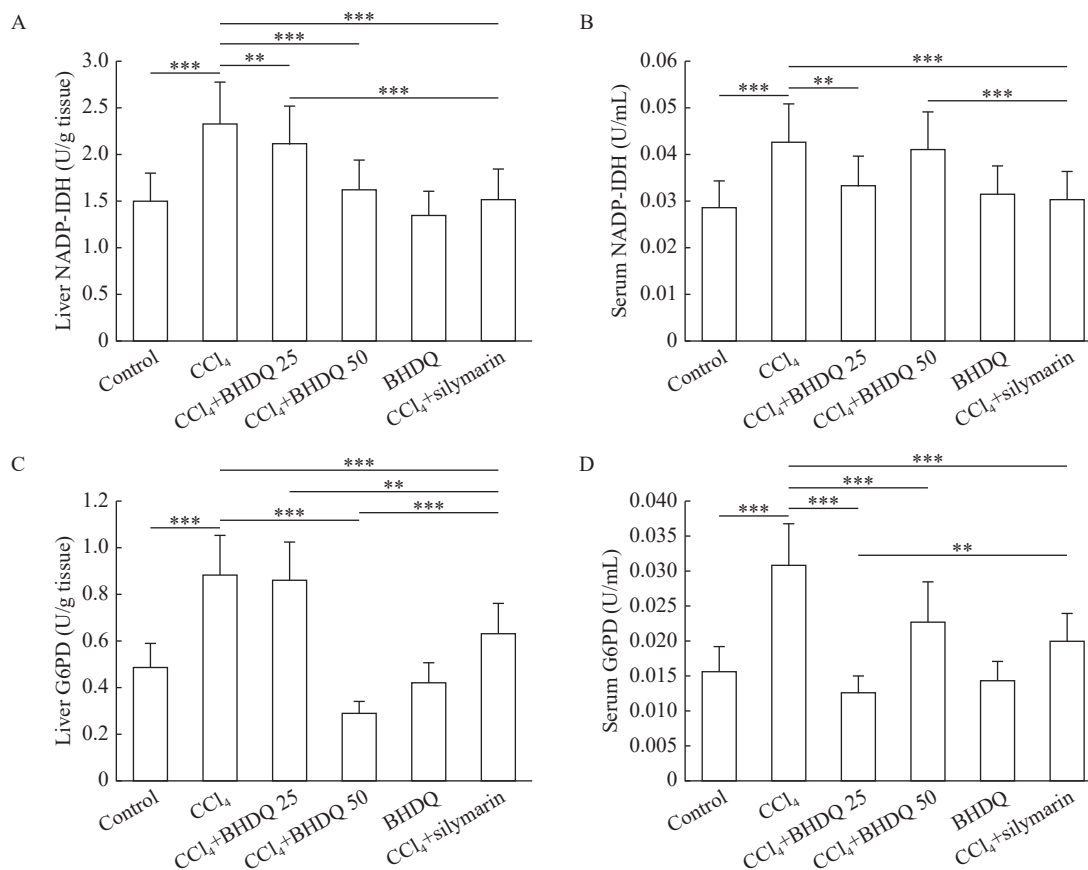 A
***
***
***
**
***
Liver NADP-IDH (U/g tissue)
3.0
2.5
2.0
1.5
1.0
0.5
0
Control
CCl₄
CCl₄+BHDQ 25
CCl₄+BHDQ 50
BHDQ
CCl₄+silymarin
B
***
***
**
***
Serum NADP-IDH (U/mL)
0.06
0.05
0.04
0.03
0.02
0.01
0
Control
CCl₄
CCl₄+BHDQ 25
CCl₄+BHDQ 50
BHDQ
CCl₄+silymarin
C
***
**
***
***
***
Liver G6PD (U/g tissue)
1.2
1.0
0.8
0.6
0.4
0.2
0
Control
CCl₄
CCl₄+BHDQ 25
CCl₄+BHDQ 50
BHDQ
CCl₄+silymarin
D
***
***
***
***
**
Serum G6PD (U/mL)
0.040
0.035
0.030
0.025
0.020
0.015
0.010
0.005
0
Control
CCl₄
CCl₄+BHDQ 25
CCl₄+BHDQ 50
BHDQ
CCl₄+silymarin